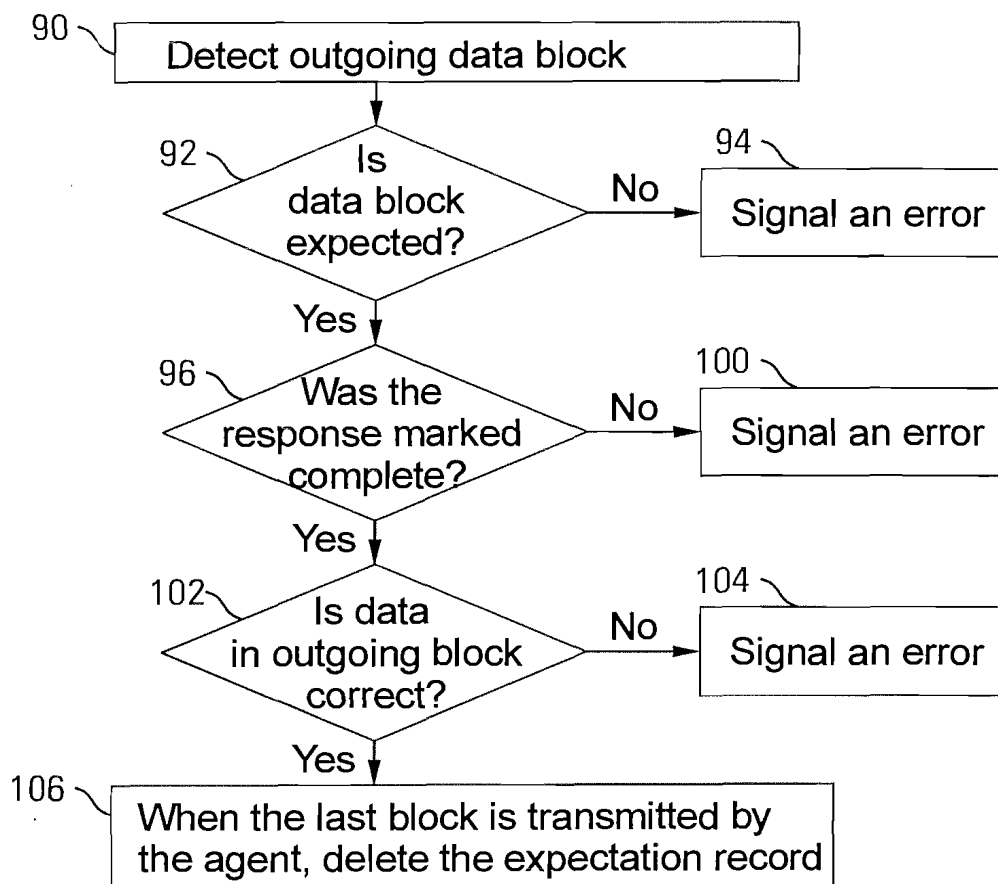 90
Detect outgoing data block
92
Is
data block
expected?
No
94
Signal an error
Yes
96
Was the
response marked
complete?
No
100
Signal an error
Yes
102
Is data
in outgoing block
correct?
No
104
Signal an error
Yes
106
When the last block is transmitted by
the agent, delete the expectation record